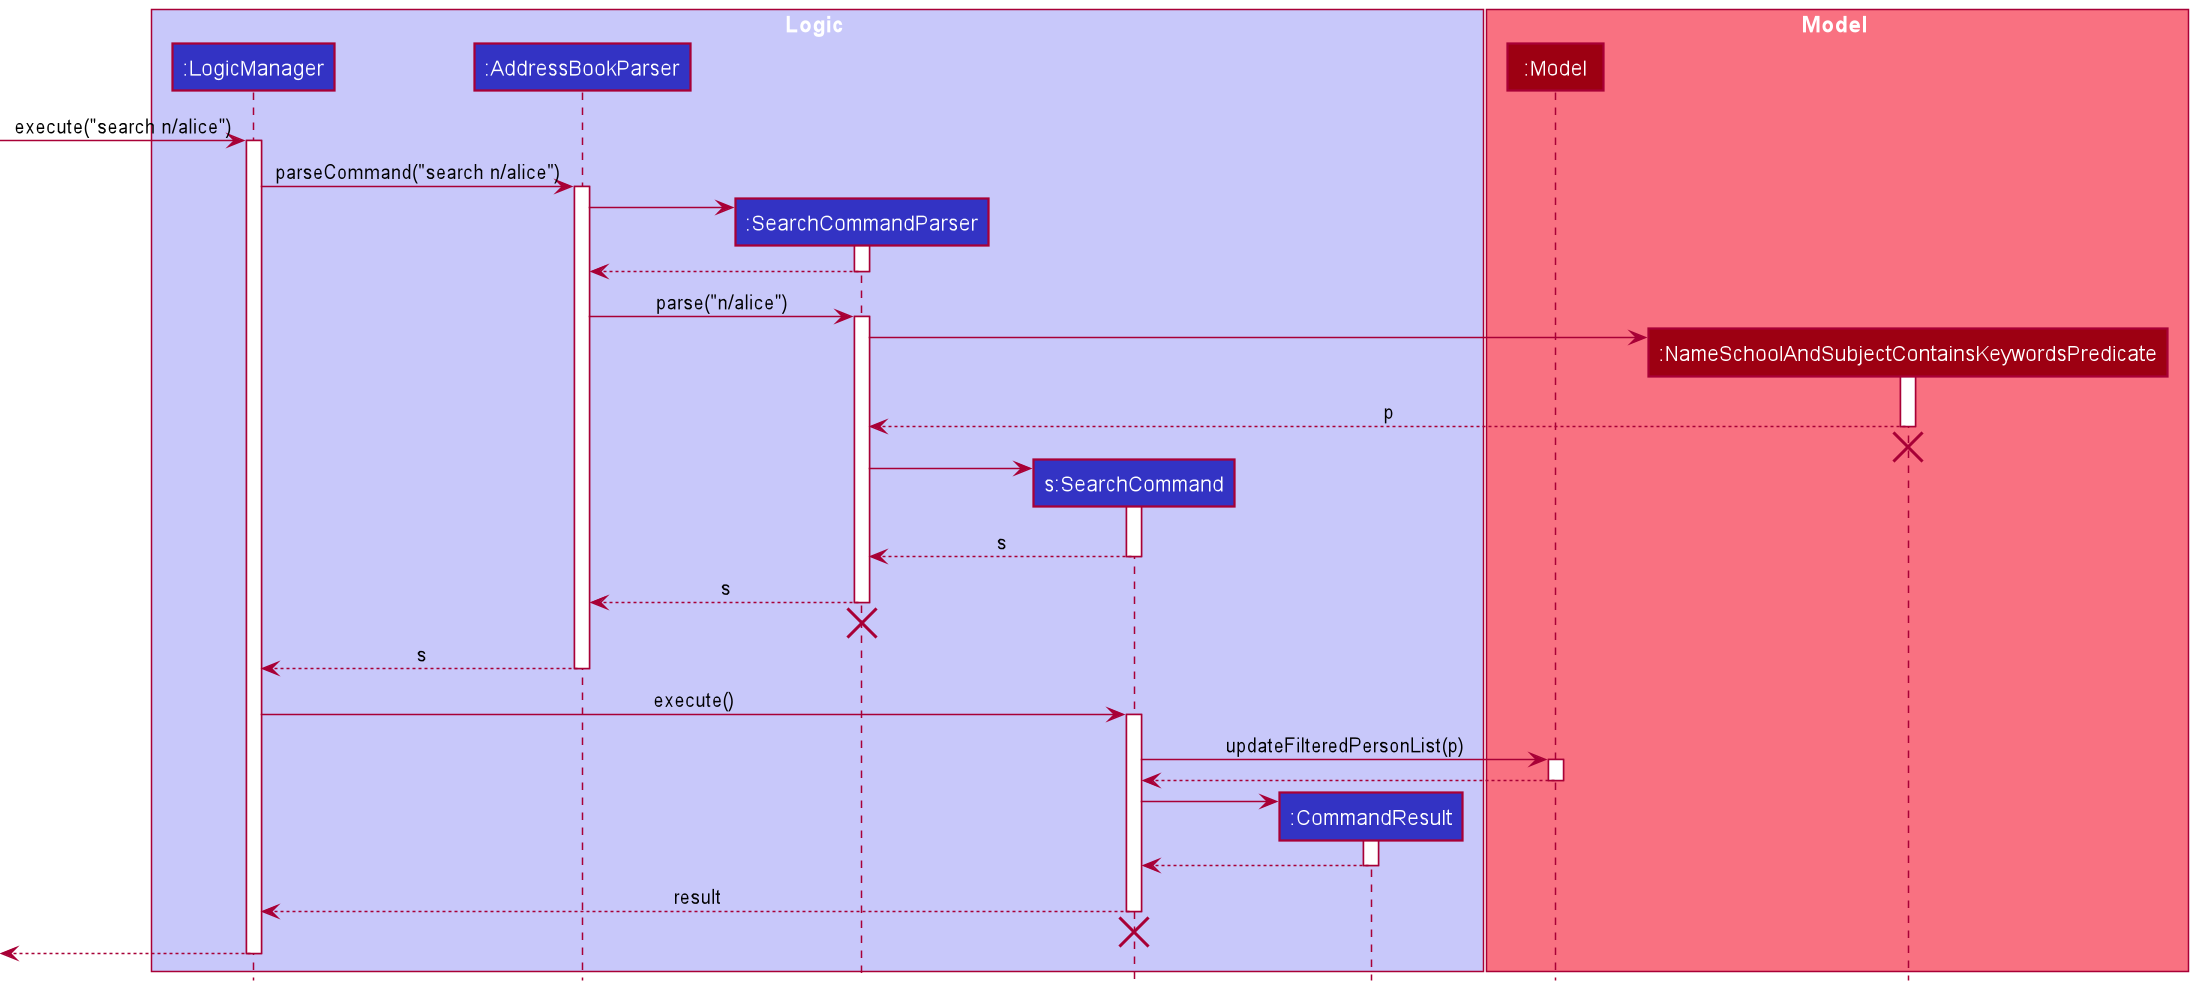 Logic
Model
:LogicManager
:AddressBookParser
:Model
execute("search n/alice")
parseCommand("search n/alice")
:SearchCommandParser
parse("n/alice")
:NameSchoolAndSubjectContainsKeywordsPredicate
p
s:SearchCommand
s
s
s
execute()
updateFilteredPersonList(p)
:CommandResult
result